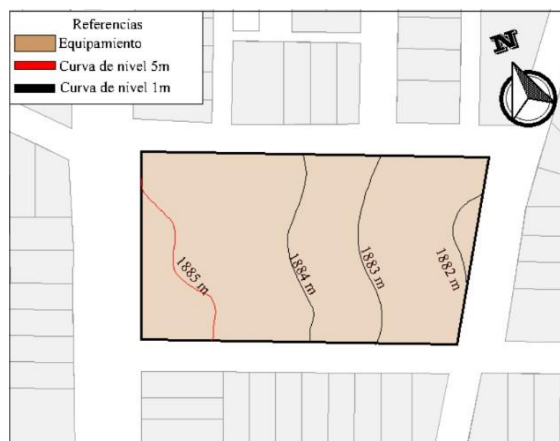 Referencias
Equipamiento
Curva de nivel 5m
Curva de nivel 1m
N
1885 m
1884 m
1883 m
1882 m